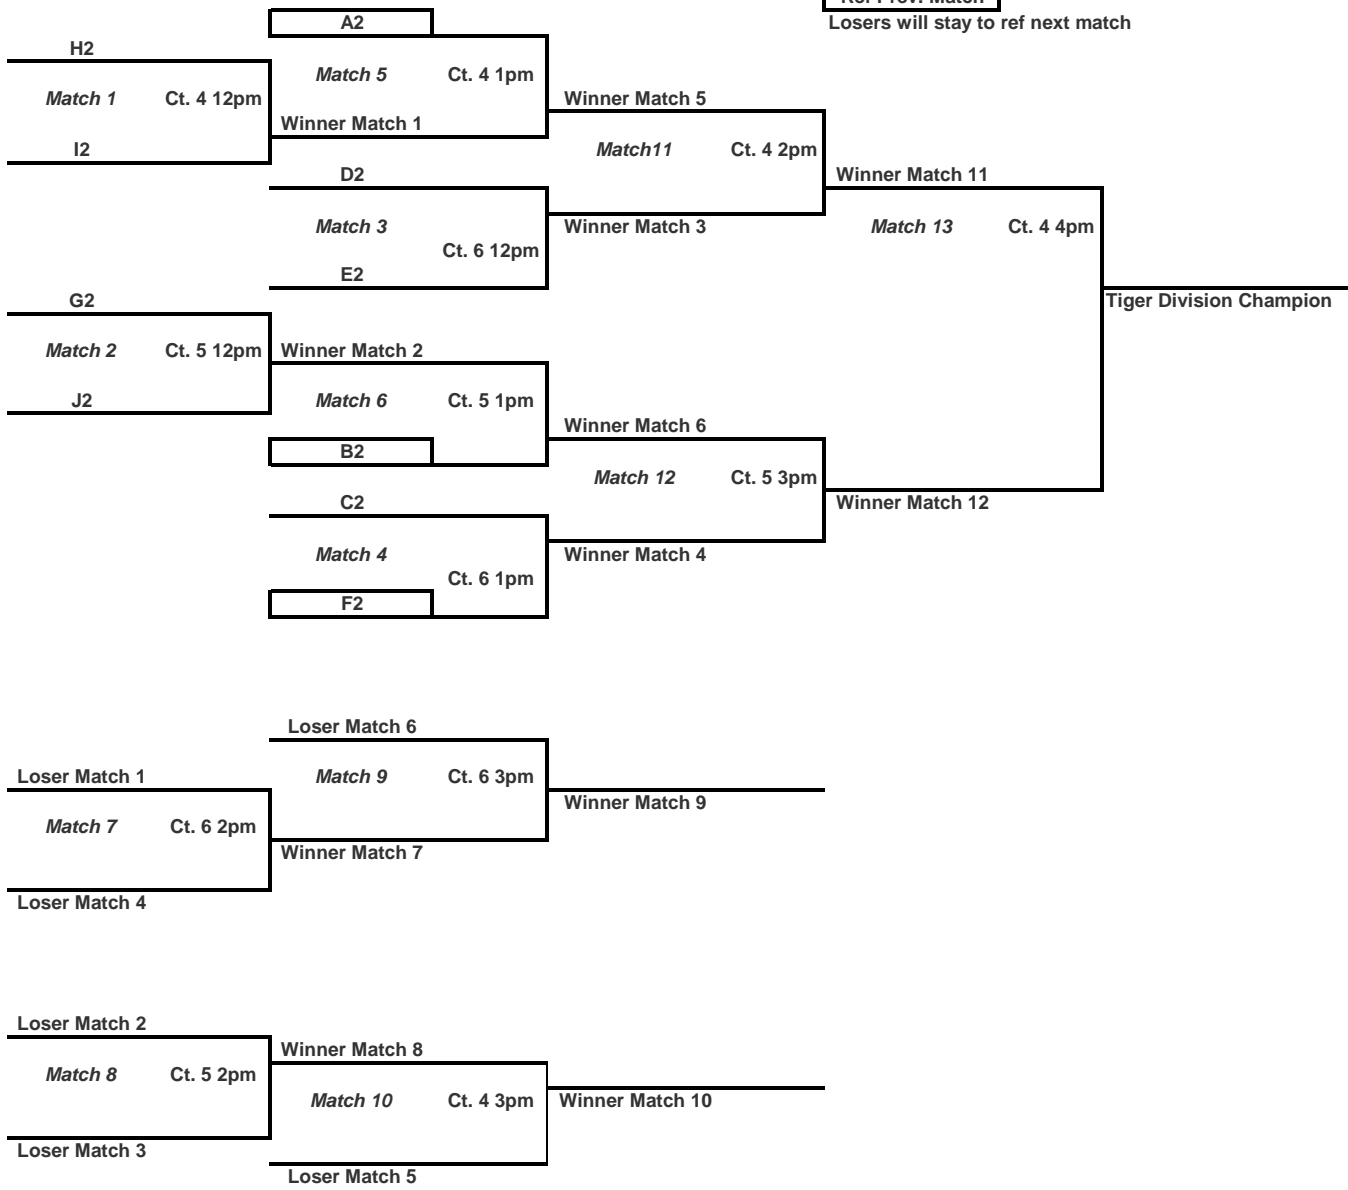 A2
Losers will stay to ref next match
H2
Match 5 Ct. 4 1pm
Match 1 Ct. 4 12pm
Winner Match 5
Winner Match 1
I2
Match11 Ct. 4 2pm
D2
Winner Match 11
Match 3
Winner Match 3
Match 13 Ct. 4 4pm
Ct. 6 12pm
E2
G2
Tiger Division Champion
Match 2 Ct. 5 12pm
Winner Match 2
J2
Match 6 Ct. 5 1pm
Winner Match 6
B2
Match 12 Ct. 5 3pm
C2
Winner Match 12
Match 4
Winner Match 4
Ct. 6 1pm
F2
Loser Match 6
Loser Match 1
Match 9 Ct. 6 3pm
Winner Match 9
Match 7 Ct. 6 2pm
Winner Match 7
Loser Match 4
Loser Match 2
Winner Match 8
Match 8 Ct. 5 2pm
Match 10 Ct. 4 3pm
Winner Match 10
Loser Match 3
Loser Match 5